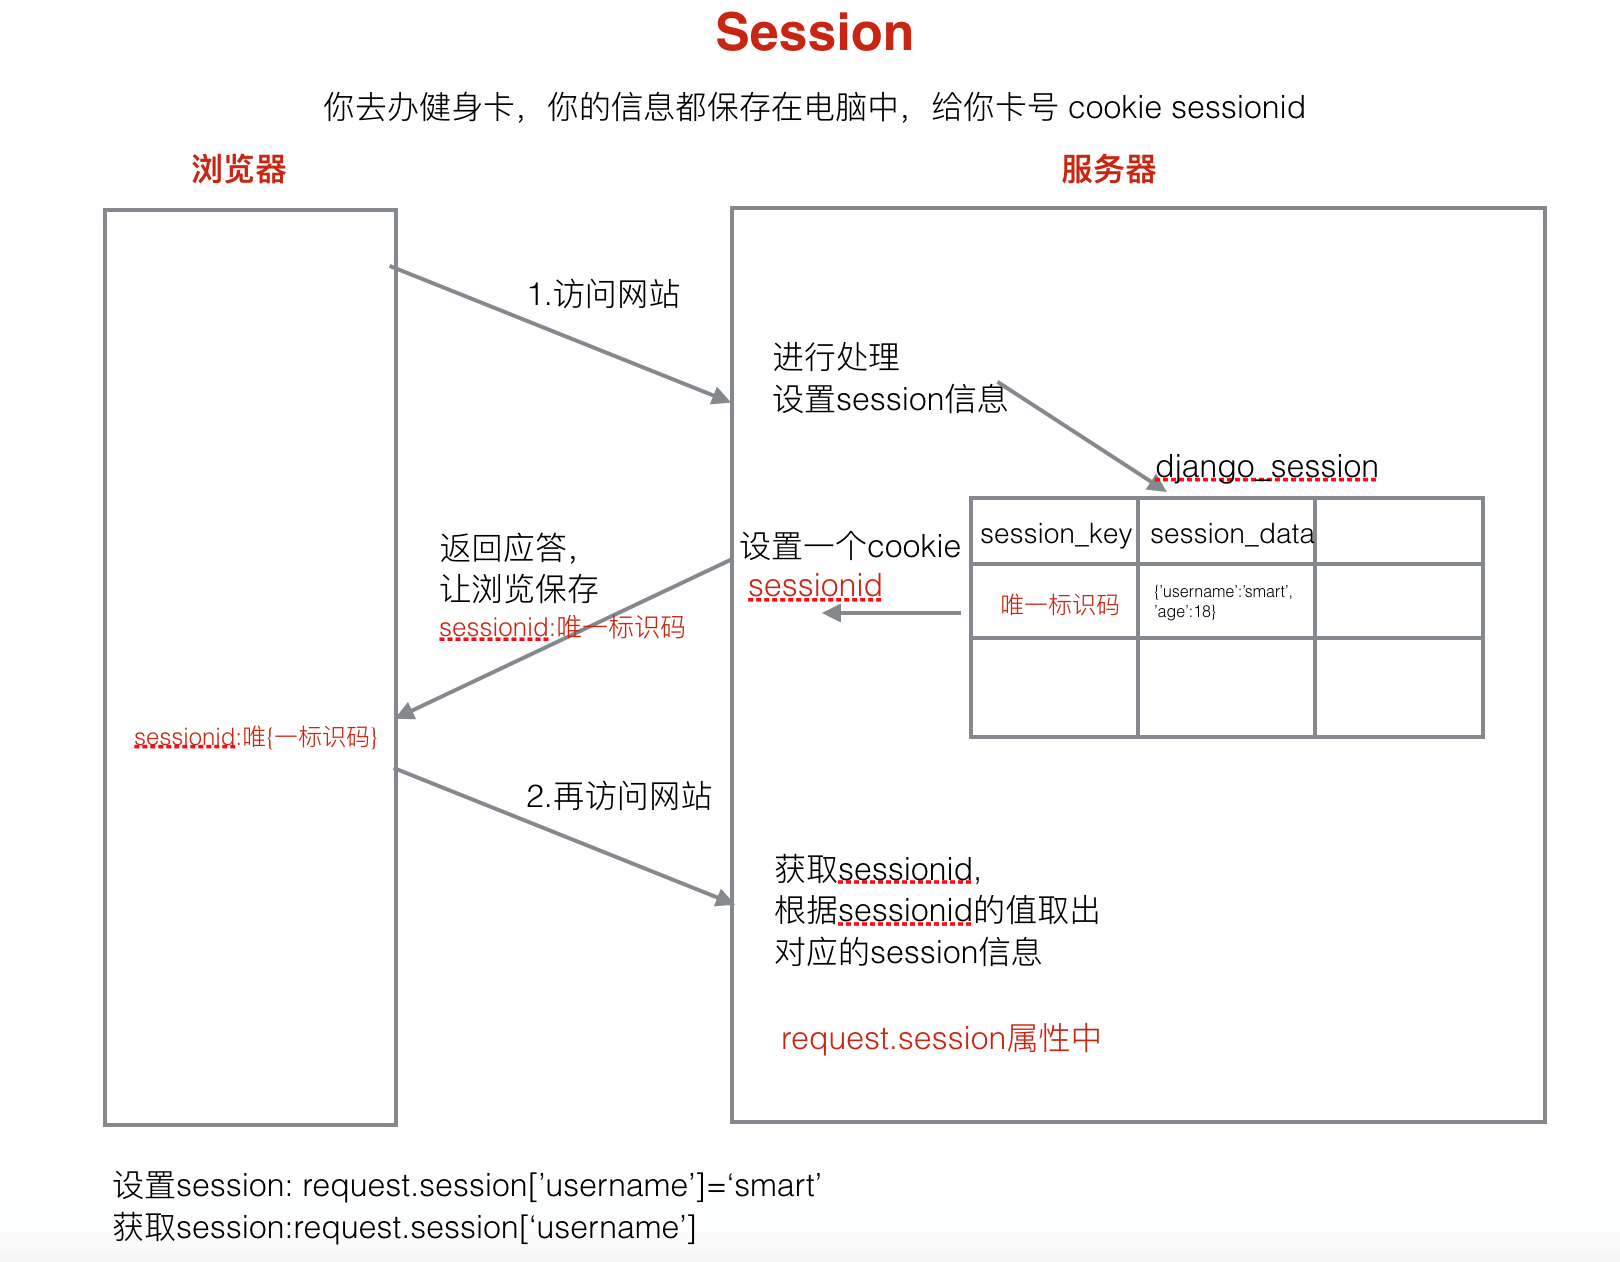 Session
你去办健身卡，你的信息都保存在电脑中，给你卡号 cookie sessionid
浏览器
服务器
1.访问网站
进行处理
设置session信息
django_session
session_key
session_data
唯一标识码
{'username':’smart’,
’age’:18}
设置一个cookie
sessionid
返回应答，
让浏览保存
sessionid:唯一标识码
sessionid:唯{一标识码}
2.再访问网站
获取sessionid,
根据sessionid的值取出
对应的session信息
request.session属性中
设置session: request.session[’username’]=‘smart’
获取session:request.session[‘username’]